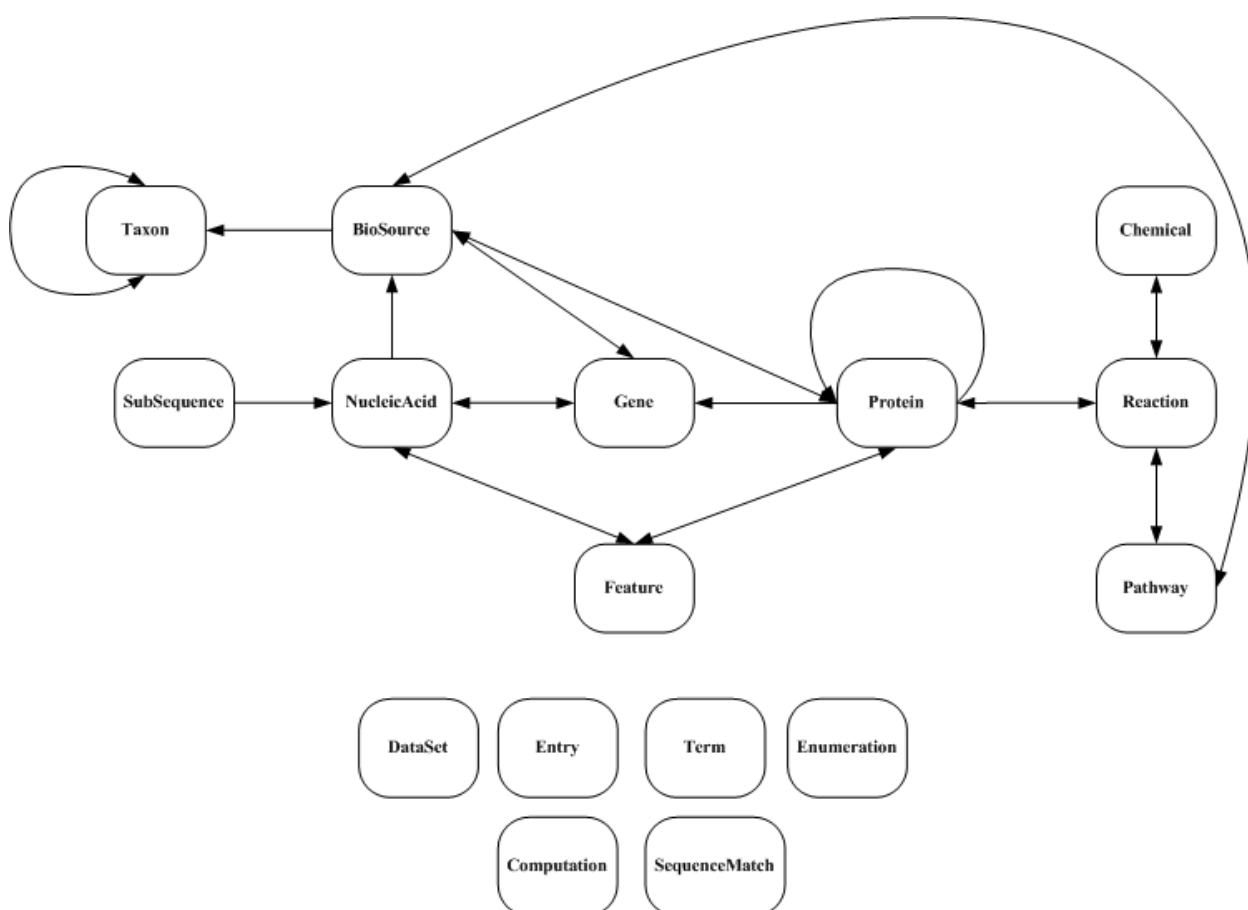 Taxon
BioSource
Chemical
SubSequence
NucleicAcid
Gene
Protein
Reaction
Feature
Pathway
DataSet
Entry
Term
Enumeration
Computation
SequenceMatch